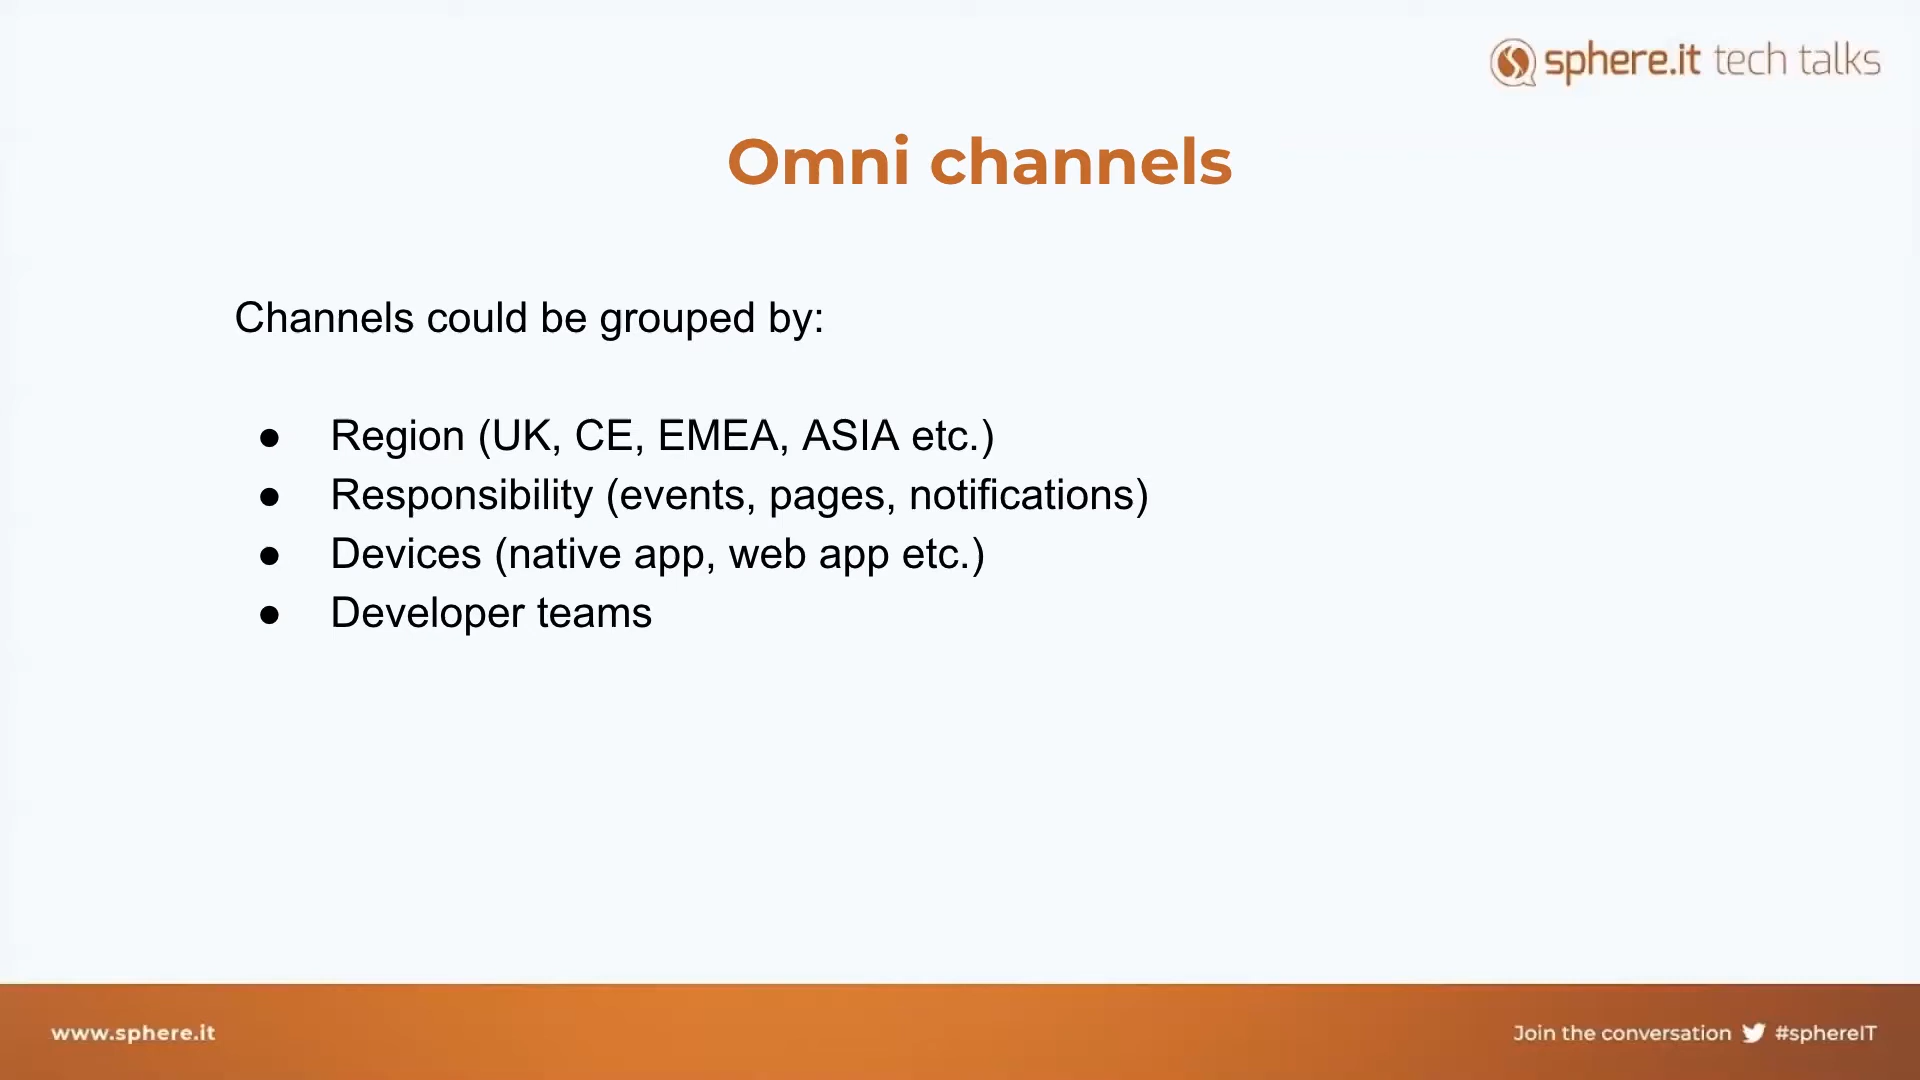 sphere.it tech talks
Omni channels
Channels could be grouped by:
● Region (UK, CE, EMEA, ASIA etc.)
● Responsibility (events, pages, notifications)
● Devices (native app, web app etc.)
● Developer teams
www.sphere.it
Join the conversation #sphereIT